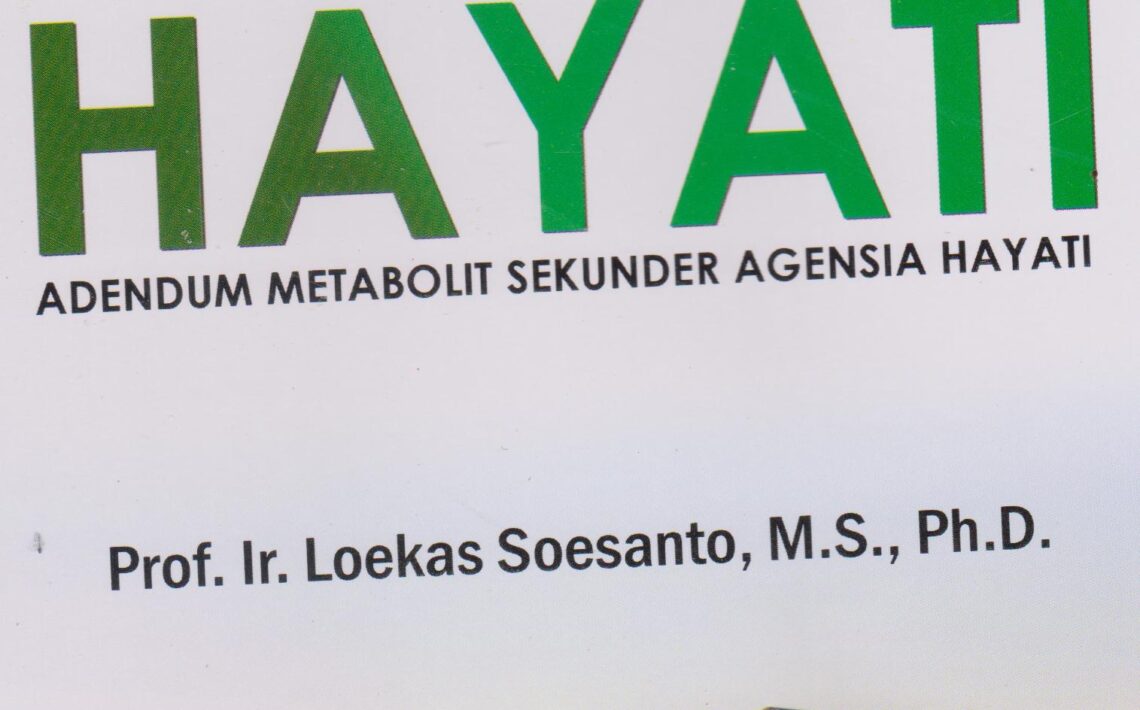 HAYATI
ADENDUM METABOLIT SEKUNDER AGENSIA HAYATI
Prof. Ir. Loekas Soesanto, M.S., Ph.D.